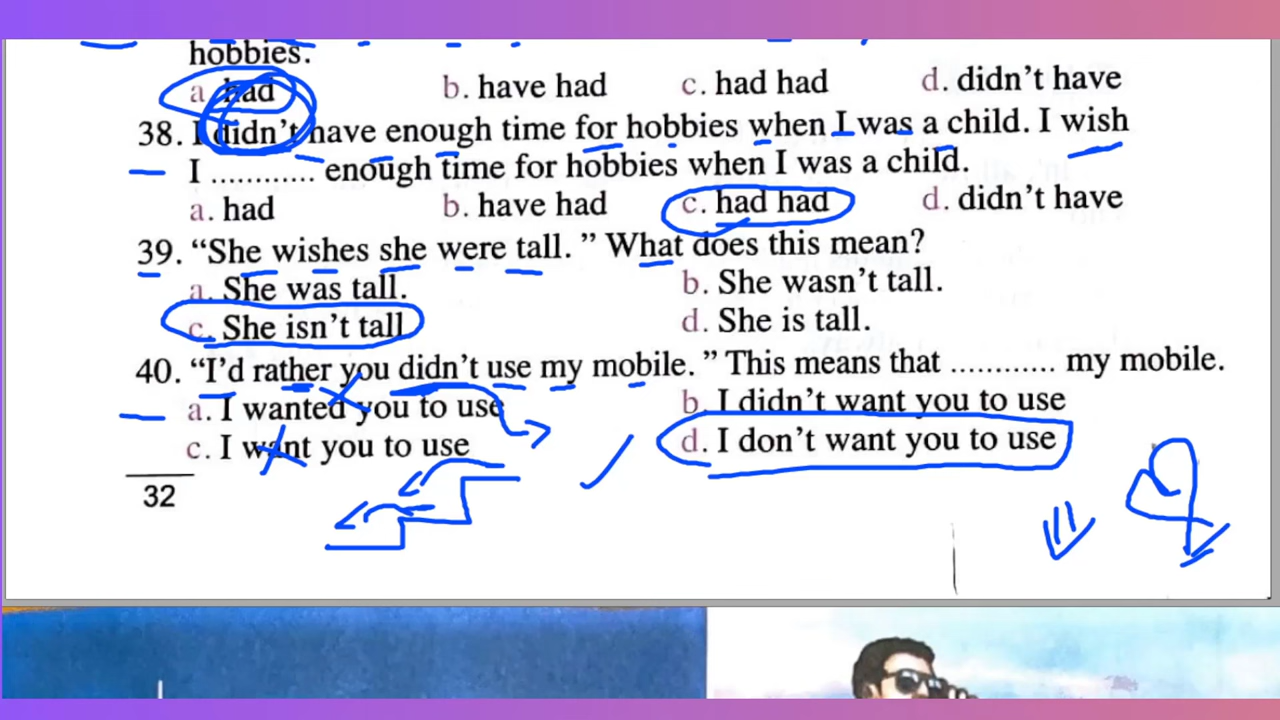 hobbies.
a. had b. have had c. had had d. didn't have
38. I didn't have enough time for hobbies when I was a child. I wish
I ............ enough time for hobbies when I was a child.
a. had b. have had c. had had d. didn't have
39. “She wishes she were tall. ” What does this mean?
a. She was tall. b. She wasn't tall.
c. She isn't tall d. She is tall.
40. “I'd rather you didn't use my mobile. ” This means that ............ my mobile.
a. I wanted you to use b. I didn't want you to use
c. I want you to use d. I don't want you to use
32